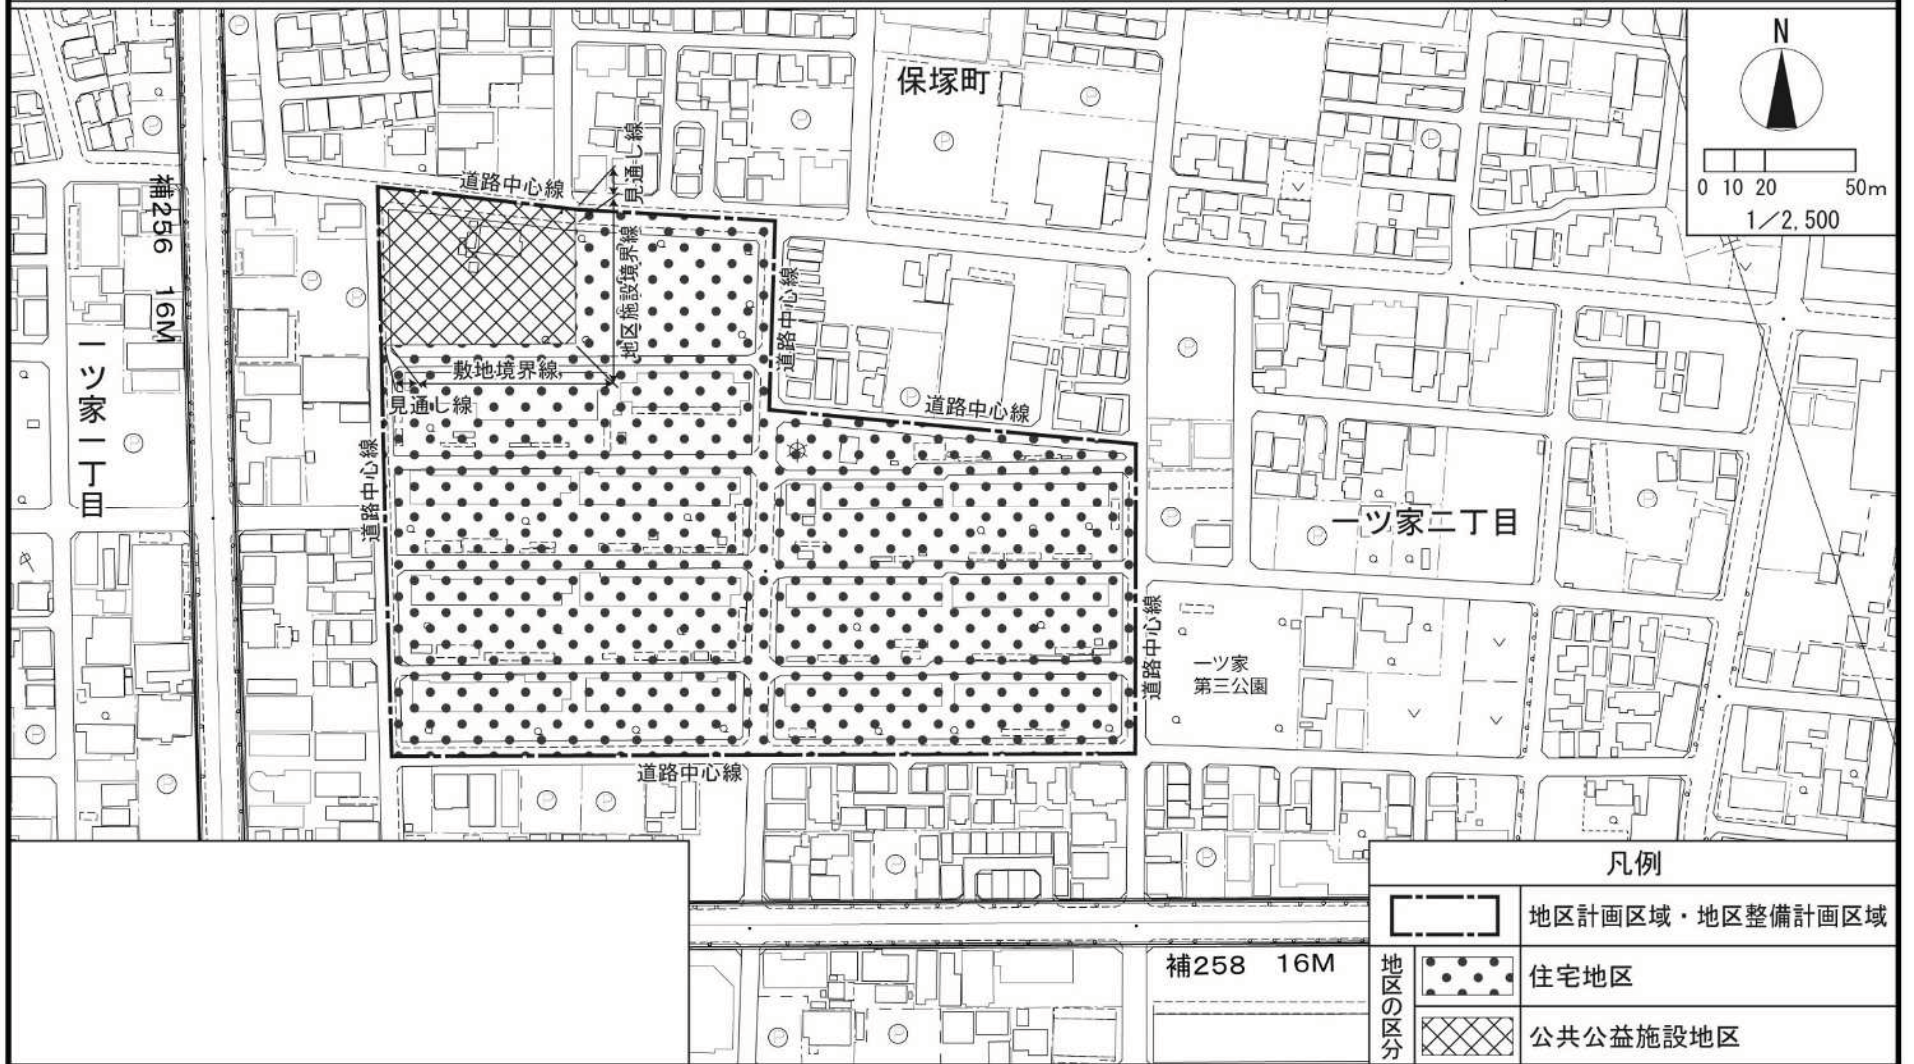 保塚町
N
0 10 20 50m
1/2,500
道路中心線
見通し線
補256 16M
地区施設境界線
道路中心線
一ツ家一丁目
敷地境界線
見通し線
道路中心線
道路中心線
一ツ家二丁目
道路中心線
一ツ家
第三公園
道路中心線
凡例
地区計画区域・地区整備計画区域
補258 16M
地区の区分
住宅地区
公共公益施設地区